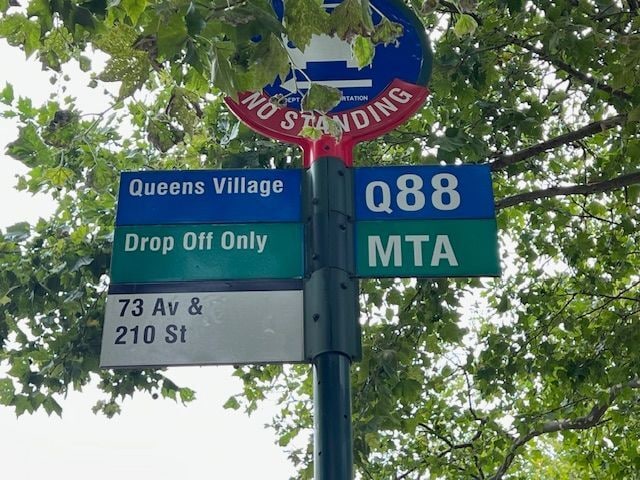 NO STANDING
Queens Village
Q88
Drop Off Only
MTA
73 Av &
210 St